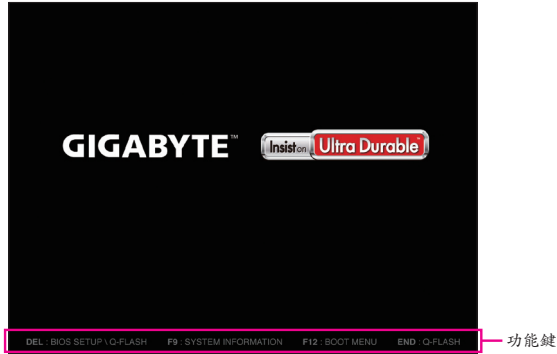 GIGABYTE™
Insist on Ultra Durable™
DEL : BIOS SETUP \ Q-FLASH F9 : SYSTEM INFORMATION F12 : BOOT MENU END : Q-FLASH
功能鍵